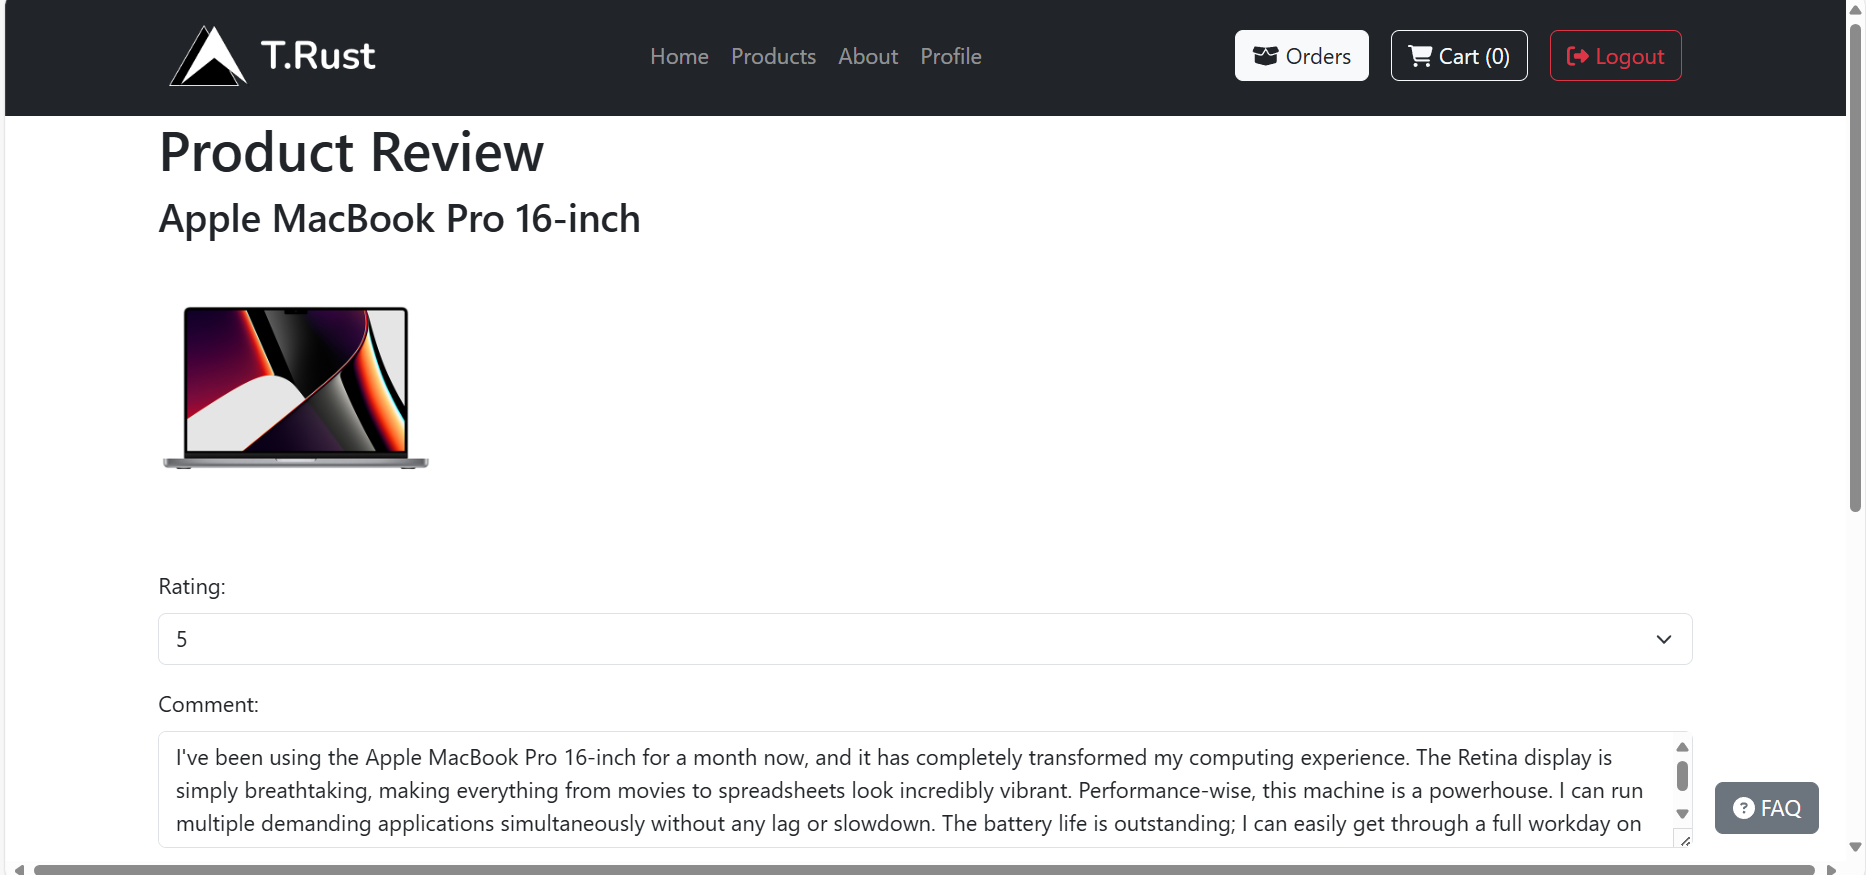 T.Rust
Home Products About Profile
Orders
Cart (0)
Logout
Product Review
Apple MacBook Pro 16-inch
Rating:
5
Comment:
I've been using the Apple MacBook Pro 16-inch for a month now, and it has completely transformed my computing experience. The Retina display is
simply breathtaking, making everything from movies to spreadsheets look incredibly vibrant. Performance-wise, this machine is a powerhouse. I can run
multiple demanding applications simultaneously without any lag or slowdown. The battery life is outstanding; I can easily get through a full workday on
FAQ